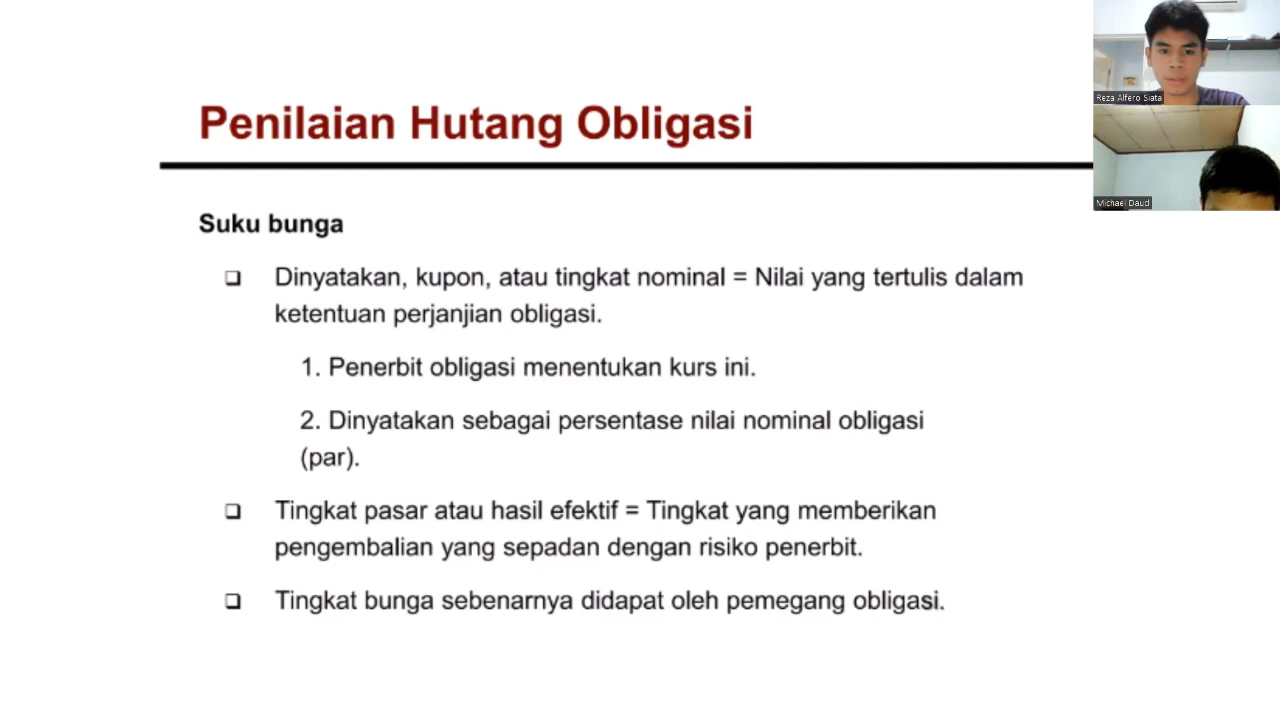 Penilaian Hutang Obligasi
Suku bunga
❑ Dinyatakan, kupon, atau tingkat nominal = Nilai yang tertulis dalam
ketentuan perjanjian obligasi.
1. Penerbit obligasi menentukan kurs ini.
2. Dinyatakan sebagai persentase nilai nominal obligasi
(par).
❑ Tingkat pasar atau hasil efektif = Tingkat yang memberikan
pengembalian yang sepadan dengan risiko penerbit.
❑ Tingkat bunga sebenarnya didapat oleh pemegang obligasi.
Reza Alfero Siata
Michael Daud